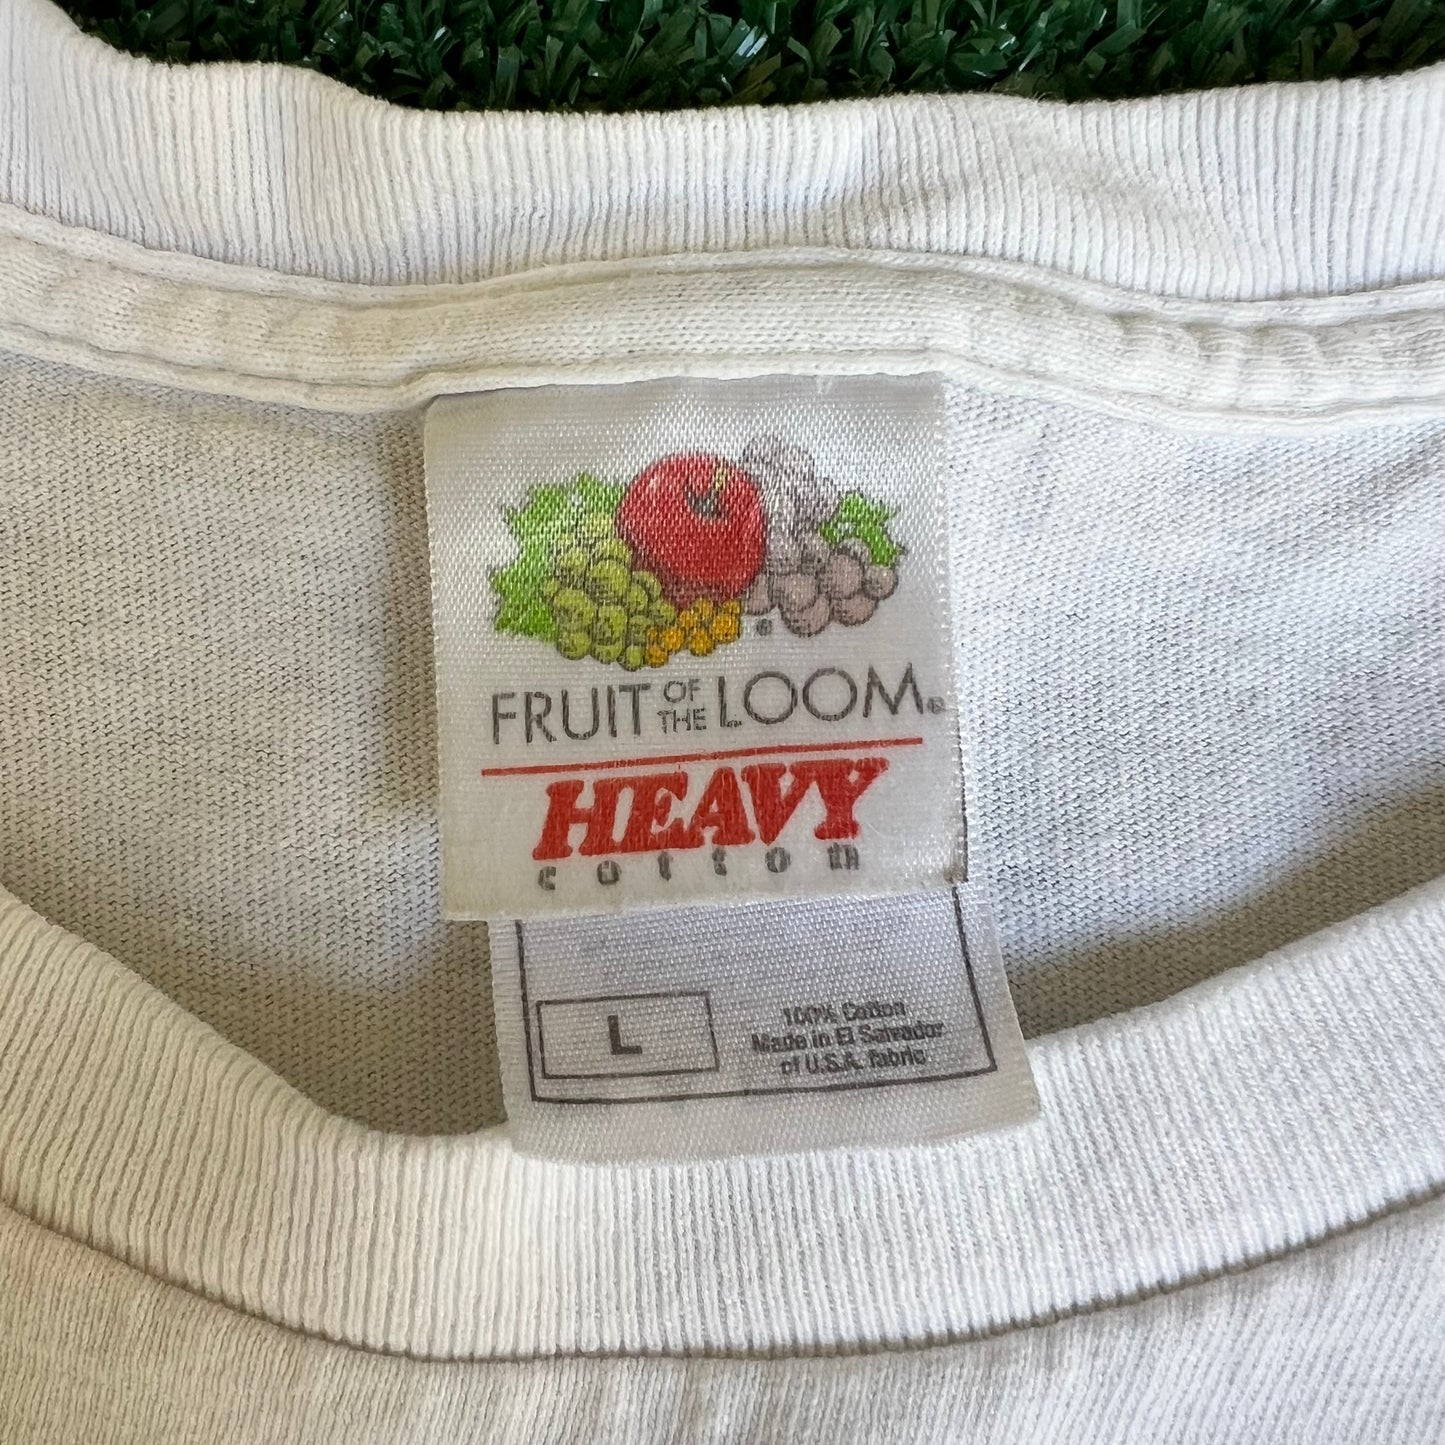 ®
FRUIT OF THE LOOM®
HEAVY
cotton
L
100% Cotton
Made in El Salvador
of U.S.A. fabric